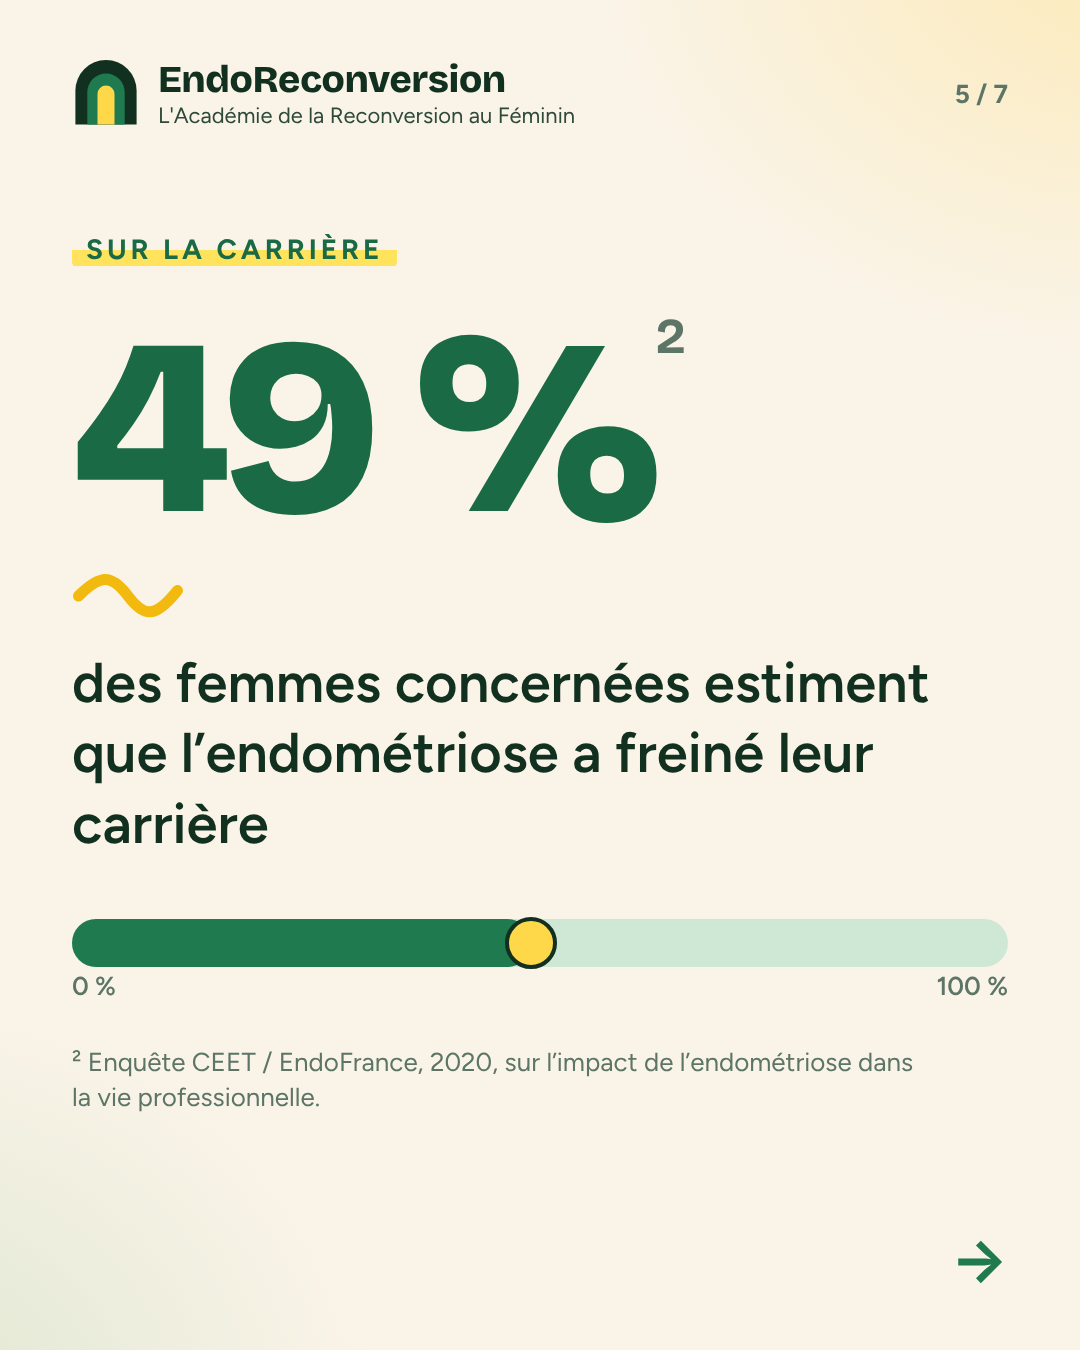 EndoReconversion
L'Académie de la Reconversion au Féminin
5 / 7
SUR LA CARRIÈRE
49 % ²
des femmes concernées estiment
que l’endométriose a freiné leur
carrière
0 %
100 %
² Enquête CEET / EndoFrance, 2020, sur l’impact de l’endométriose dans
la vie professionnelle.